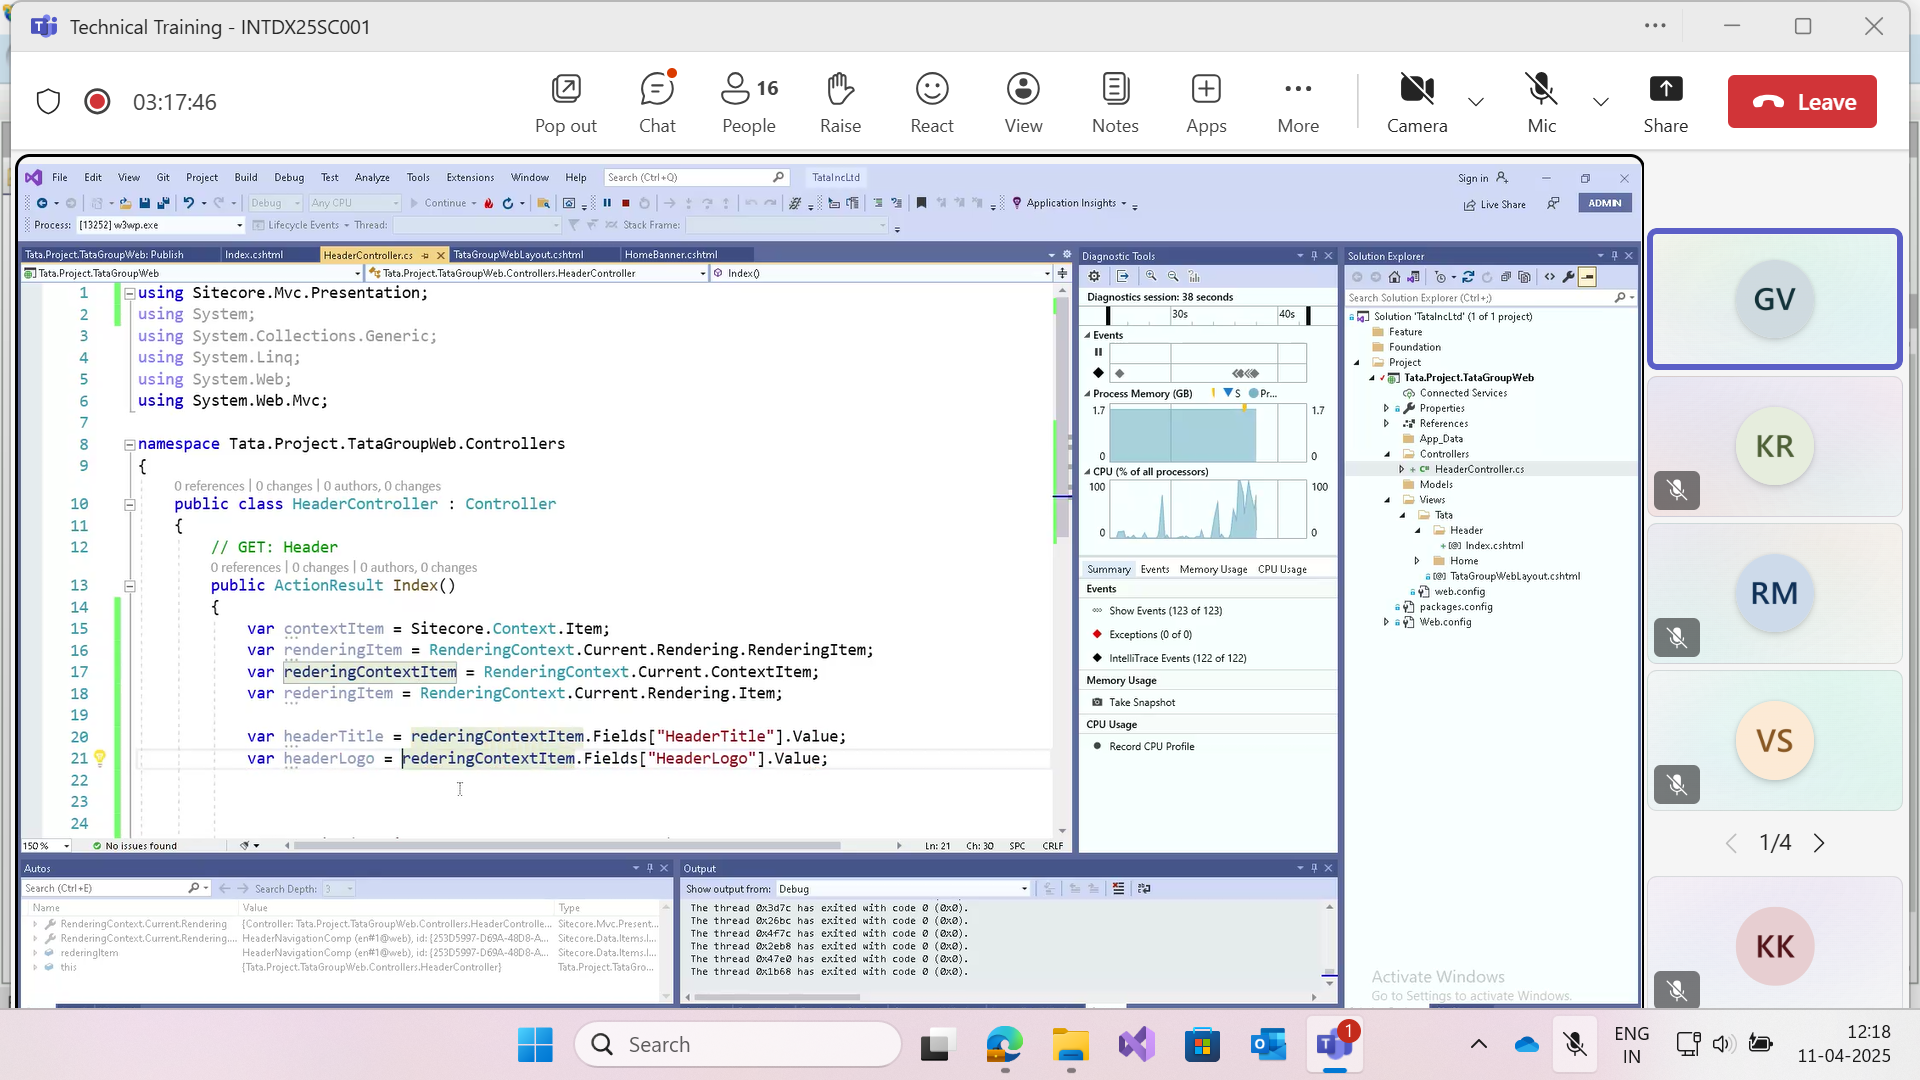 Technical Training - INTDX25SC001
03:17:46
Pop out
Chat
16
People
Raise
React
View
Notes
Apps
More
Camera
Mic
Share
Leave
File Edit View Git Project Build Debug Test Analyze Tools Extensions Window Help Search (Ctrl+Q) TataIncLtd Sign in
Debug Any CPU Continue Application Insights Live Share ADMIN
Process: [13252] w3wp.exe Lifecycle Events Thread: Stack Frame:
Tata.Project.TataGroupWeb: Publish Index.cshtml HeaderController.cs TataGroupWebLayout.cshtml HomeBanner.cshtml
Tata.Project.TataGroupWeb Tata.Project.TataGroupWeb.Controllers.HeaderController Index()
1 using Sitecore.Mvc.Presentation;
2 using System;
3 using System.Collections.Generic;
4 using System.Linq;
5 using System.Web;
6 using System.Web.Mvc;
7
8 namespace Tata.Project.TataGroupWeb.Controllers
9 {
0 references | 0 changes | 0 authors, 0 changes
10 public class HeaderController : Controller
11 {
12 // GET: Header
0 references | 0 changes | 0 authors, 0 changes
13 public ActionResult Index()
14 {
15 var contextItem = Sitecore.Context.Item;
16 var renderingItem = RenderingContext.Current.Rendering.RenderingItem;
17 var rederingContextItem = RenderingContext.Current.ContextItem;
18 var rederingItem = RenderingContext.Current.Rendering.Item;
19
20 var headerTitle = rederingContextItem.Fields["HeaderTitle"].Value;
21 var headerLogo = rederingContextItem.Fields["HeaderLogo"].Value;
22
23
24
150 % No issues found Ln: 21 Ch: 30 SPC CRLF
Diagnostic Tools
Diagnostics session: 38 seconds
30s 40s
Events
Process Memory (GB) S Pr...
1.7 1.7
0 0
CPU (% of all processors)
100 100
0 0
Summary Events Memory Usage CPU Usage
Events
Show Events (123 of 123)
Exceptions (0 of 0)
IntelliTrace Events (122 of 122)
Memory Usage
Take Snapshot
CPU Usage
Record CPU Profile
Solution Explorer
Search Solution Explorer (Ctrl+;)
Solution 'TataIncLtd' (1 of 1 project)
Feature
Foundation
Project
Tata.Project.TataGroupWeb
Connected Services
Properties
References
App_Data
Controllers
HeaderController.cs
Models
Views
Tata
Header
Index.cshtml
Home
TataGroupWebLayout.cshtml
web.config
packages.config
Web.config
Activate Windows
Go to Settings to activate Windows.
Autos
Search (Ctrl+E) Search Depth: 3
Name Value Type
RenderingContext.Current.Rendering {Controller: Tata.Project.TataGroupWeb.Controllers.HeaderControlle... Sitecore.Mvc.Present...
RenderingContext.Current.Rendering.... HeaderNavigationComp (en#1@web), id: {253D5997-D69A-48D8-A... Sitecore.Data.Items.I...
rederingItem HeaderNavigationComp (en#1@web), id: {253D5997-D69A-48D8-A... Sitecore.Data.Items.I...
this {Tata.Project.TataGroupWeb.Controllers.HeaderController} Tata.Project.TataGro...
Output
Show output from: Debug
The thread 0x3d7c has exited with code 0 (0x0).
The thread 0x26bc has exited with code 0 (0x0).
The thread 0x4f7c has exited with code 0 (0x0).
The thread 0x2eb8 has exited with code 0 (0x0).
The thread 0x47e0 has exited with code 0 (0x0).
The thread 0x1b68 has exited with code 0 (0x0).
GV
KR
RM
VS
1/4
KK
Search
1
ENG
IN
12:18
11-04-2025